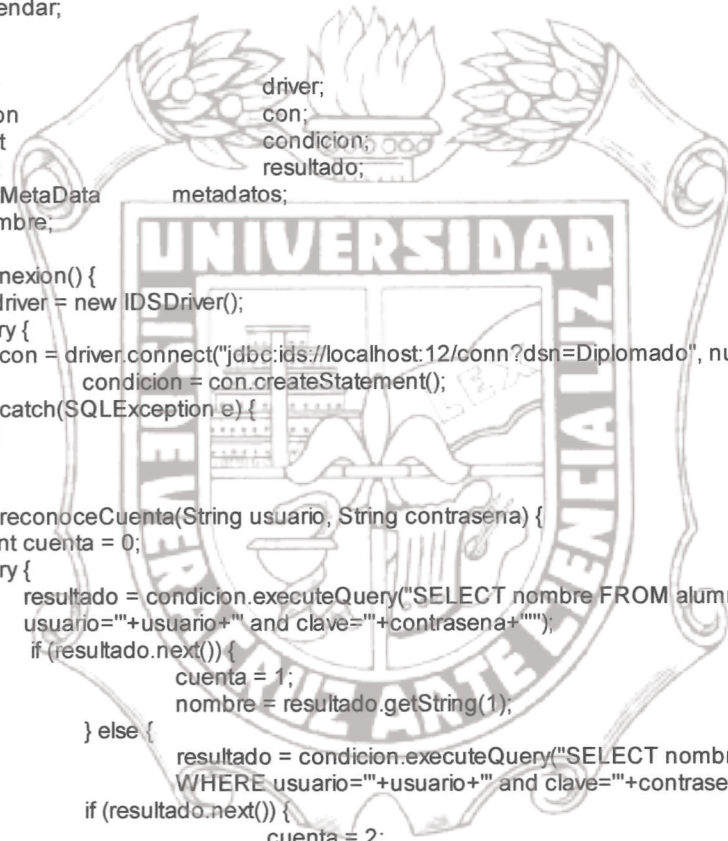 endar;
driver;
on con;
t condicion;
resultado;
MetaData metadatos;
mbre;
nexion() {
driver = new IDSDriver();
ry {
con = driver.connect("jdbc:ids://localhost:12/conn?dsn=Diplomado", nu
condicion = con.createStatement();
catch(SQLException e) {
reconoceCuenta(String usuario, String contrasena) {
nt cuenta = 0;
ry {
resultado = condicion.executeQuery("SELECT nombre FROM alum
usuario='"+usuario+"' and clave='"+contrasena+"'");
if (resultado.next()) {
cuenta = 1;
nombre = resultado.getString(1);
} else {
resultado = condicion.executeQuery("SELECT nombr
WHERE usuario='"+usuario+"' and clave='"+contrase
if (resultado.next()) {
cuenta = 2;
UNIVERSIDAD
VERACRUZ ARTE CIENCIA LUZ
LEX